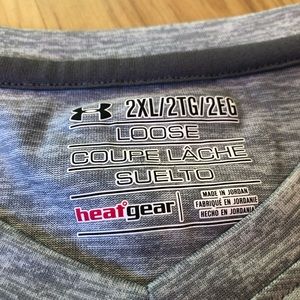 2XL/2TG/2EG
LOOSE
COUPE LÂCHE
SUELTO
heatgear
MADE IN JORDAN
FABRIQUÉ EN JORDANIE
HECHO EN JORDANIA